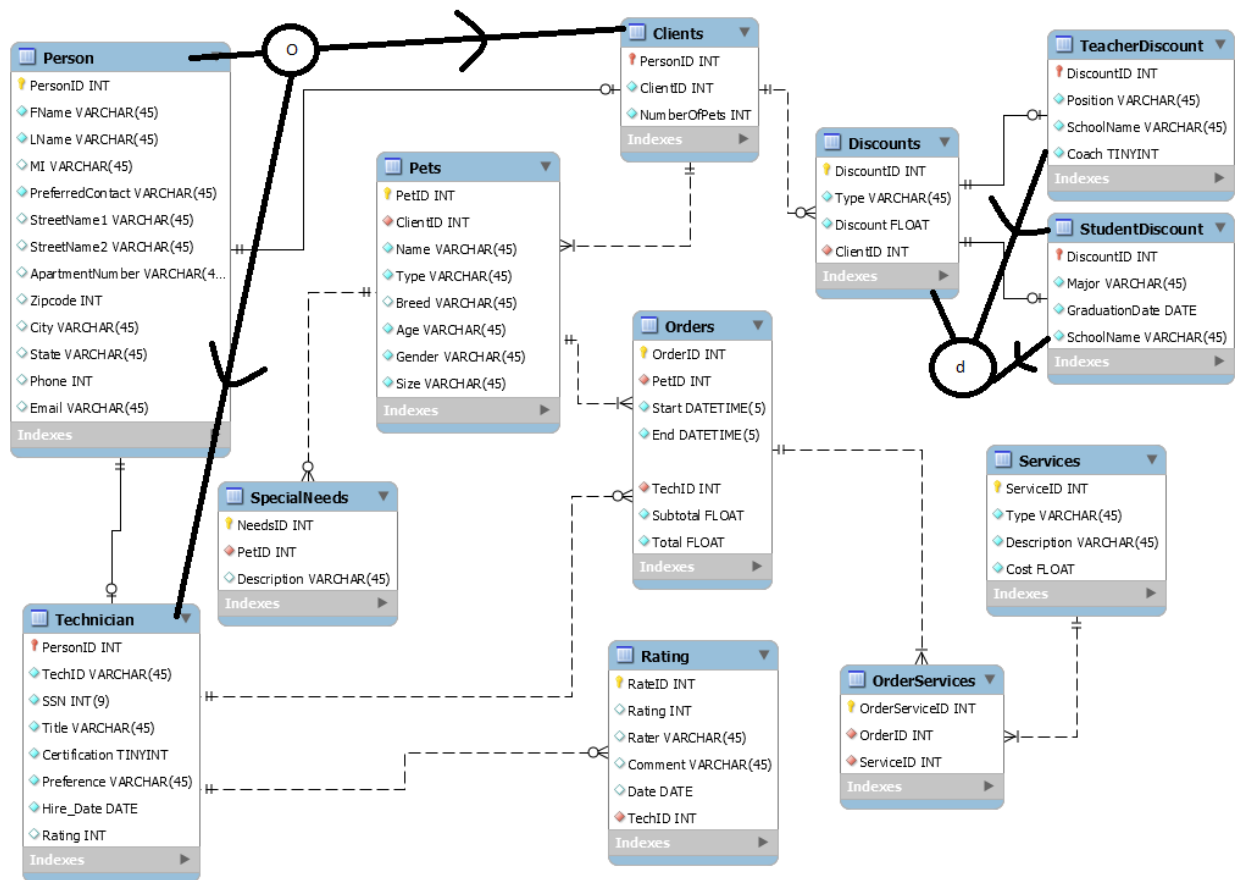 Person
PersonID INT
FName VARCHAR(45)
LName VARCHAR(45)
MI VARCHAR(45)
PreferredContact VARCHAR(45)
StreetName1 VARCHAR(45)
StreetName2 VARCHAR(45)
ApartmentNumber VARCHAR(4...
Zipcode INT
City VARCHAR(45)
State VARCHAR(45)
Phone INT
Email VARCHAR(45)
Indexes
O
Clients
PersonID INT
ClientID INT
NumberOfPets INT
Indexes
TeacherDiscount
DiscountID INT
Position VARCHAR(45)
SchoolName VARCHAR(45)
Coach TINYINT
Indexes
Discounts
DiscountID INT
Type VARCHAR(45)
Discount FLOAT
ClientID INT
Indexes
Pets
PetID INT
ClientID INT
Name VARCHAR(45)
Type VARCHAR(45)
Breed VARCHAR(45)
Age VARCHAR(45)
Gender VARCHAR(45)
Size VARCHAR(45)
Indexes
StudentDiscount
DiscountID INT
Major VARCHAR(45)
GraduationDate DATE
SchoolName VARCHAR(45)
Indexes
d
Orders
OrderID INT
PetID INT
Start DATETIME(5)
End DATETIME(5)
TechID INT
Subtotal FLOAT
Total FLOAT
Indexes
SpecialNeeds
NeedsID INT
PetID INT
Description VARCHAR(45)
Indexes
Services
ServiceID INT
Type VARCHAR(45)
Description VARCHAR(45)
Cost FLOAT
Indexes
Technician
PersonID INT
TechID VARCHAR(45)
SSN INT(9)
Title VARCHAR(45)
Certification TINYINT
Preference VARCHAR(45)
Hire_Date DATE
Rating INT
Indexes
Rating
RateID INT
Rating INT
Rater VARCHAR(45)
Comment VARCHAR(45)
Date DATE
TechID INT
Indexes
OrderServices
OrderServiceID INT
OrderID INT
ServiceID INT
Indexes